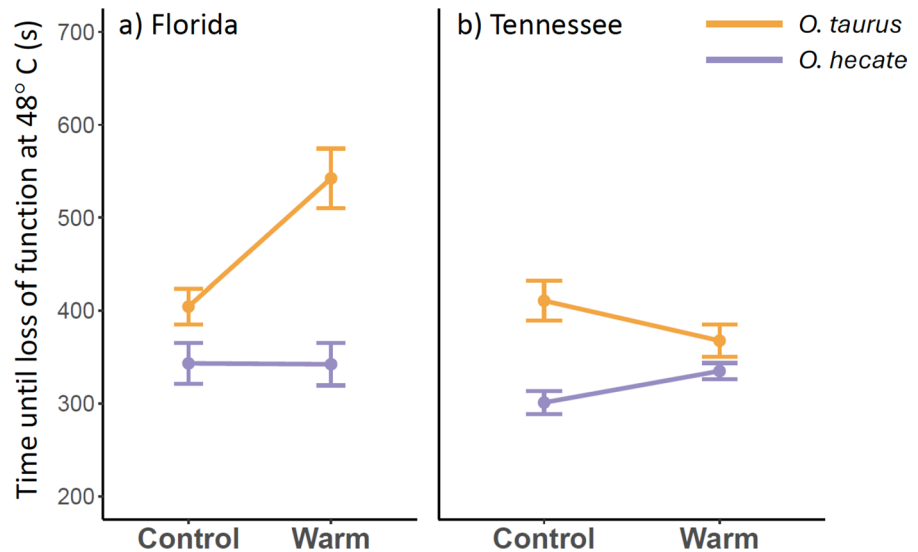 a) Florida
b) Tennessee
O. taurus
O. hecate
Time until loss of function at 48° C (s)
700
600
500
400
300
200
Control Warm Control Warm